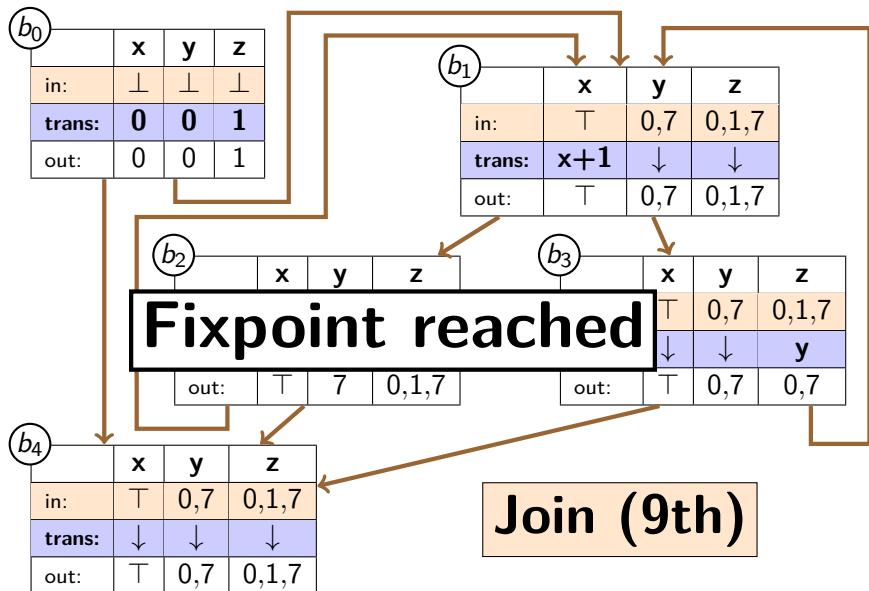 b0
x y z
in: ⊥ ⊥ ⊥
trans: 0 0 1
out: 0 0 1
b1
x y z
in: ⊤ 0,7 0,1,7
trans: x+1 ↓ ↓
out: ⊤ 0,7 0,1,7
b2
x y z
out: ⊤ 7 0,1,7
b3
x y z
⊤ 0,7 0,1,7
↓ ↓ y
out: ⊤ 0,7 0,7
Fixpoint reached
b4
x y z
in: ⊤ 0,7 0,1,7
trans: ↓ ↓ ↓
out: ⊤ 0,7 0,1,7
Join (9th)